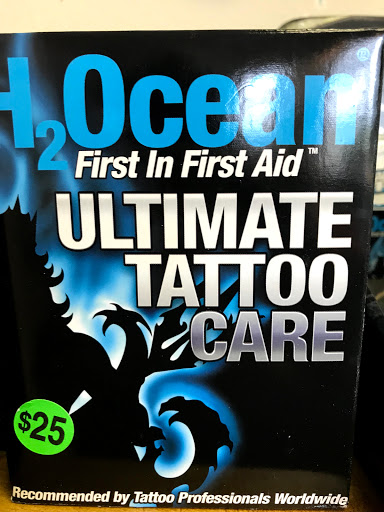 H2Ocean®
First In First Aid™
ULTIMATE
TATTOO
CARE
$25
Recommended by Tattoo Professionals Worldwide